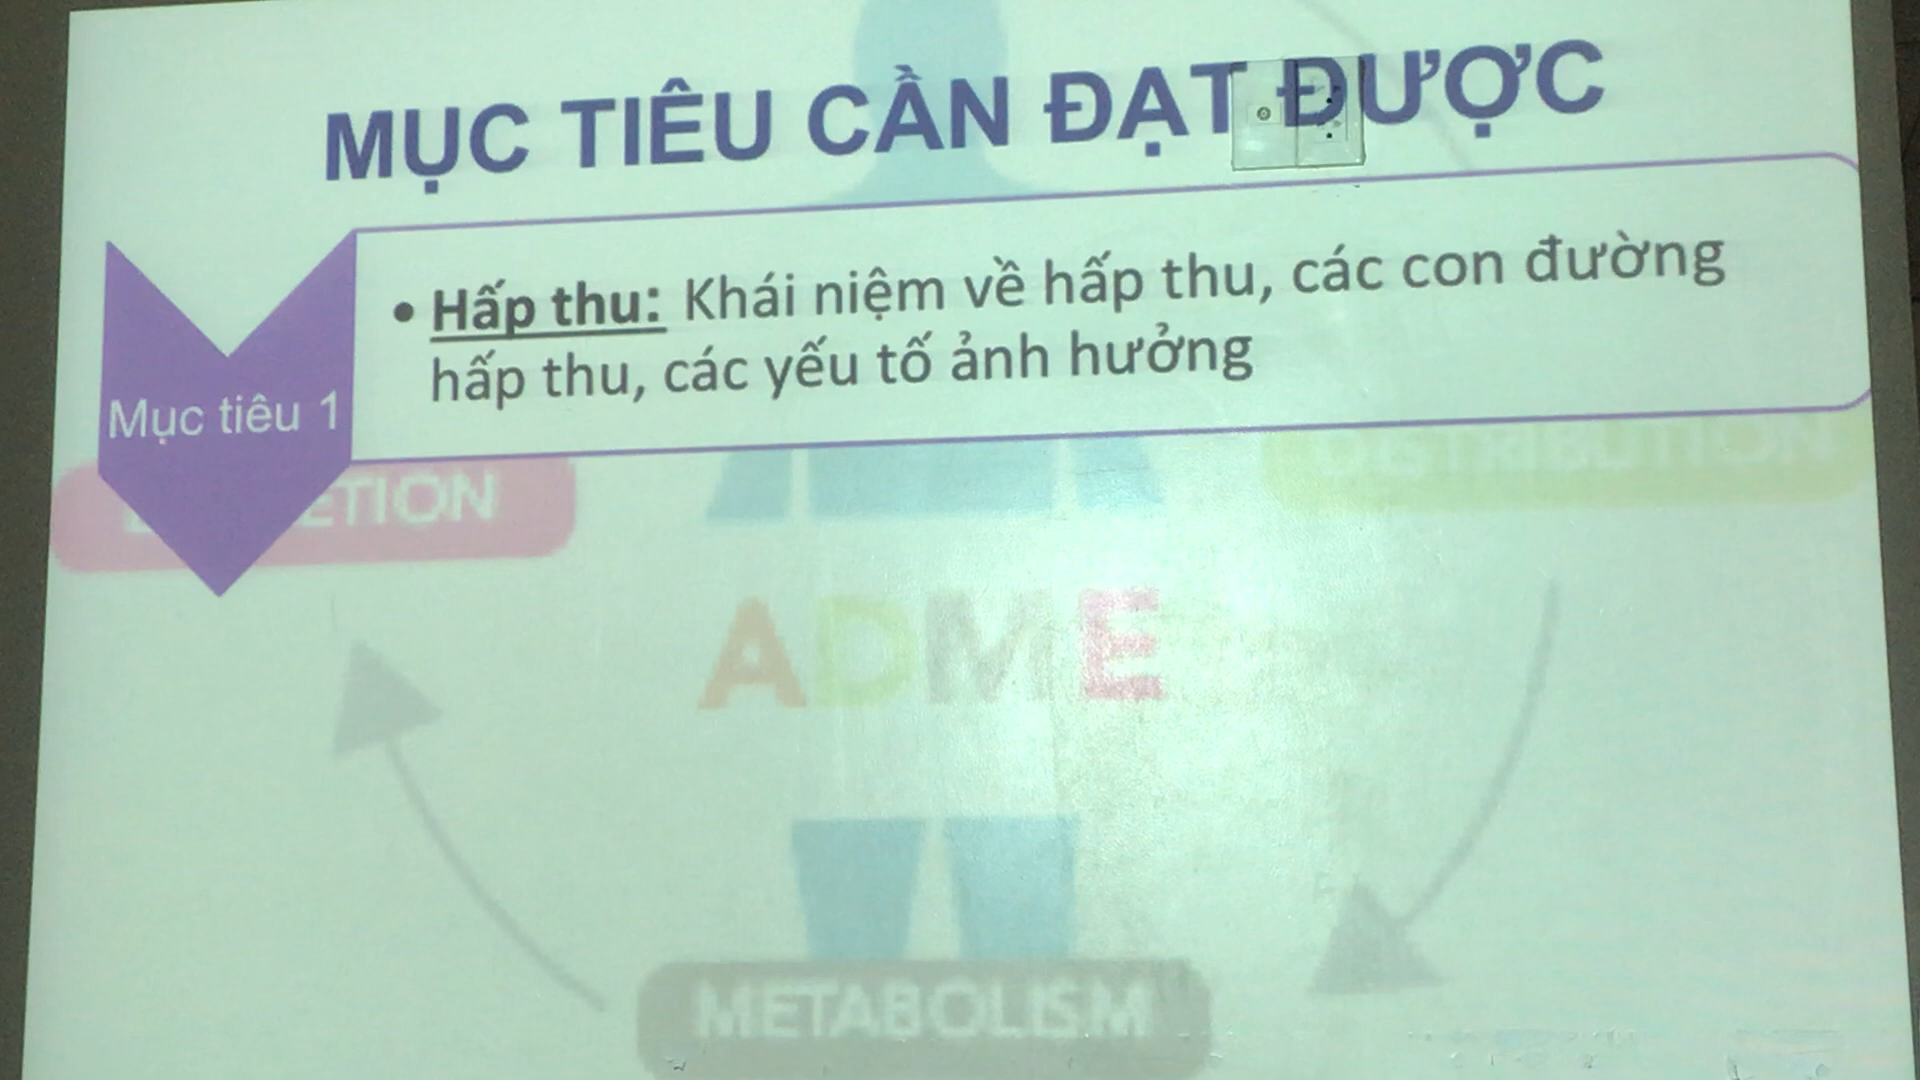 MỤC TIÊU CẦN ĐẠT ĐƯỢC
• Hấp thu: Khái niệm về hấp thu, các con đường
hấp thu, các yếu tố ảnh hưởng
Mục tiêu 1
DISTRIBUTION
ETION
ADME
METABOLISM